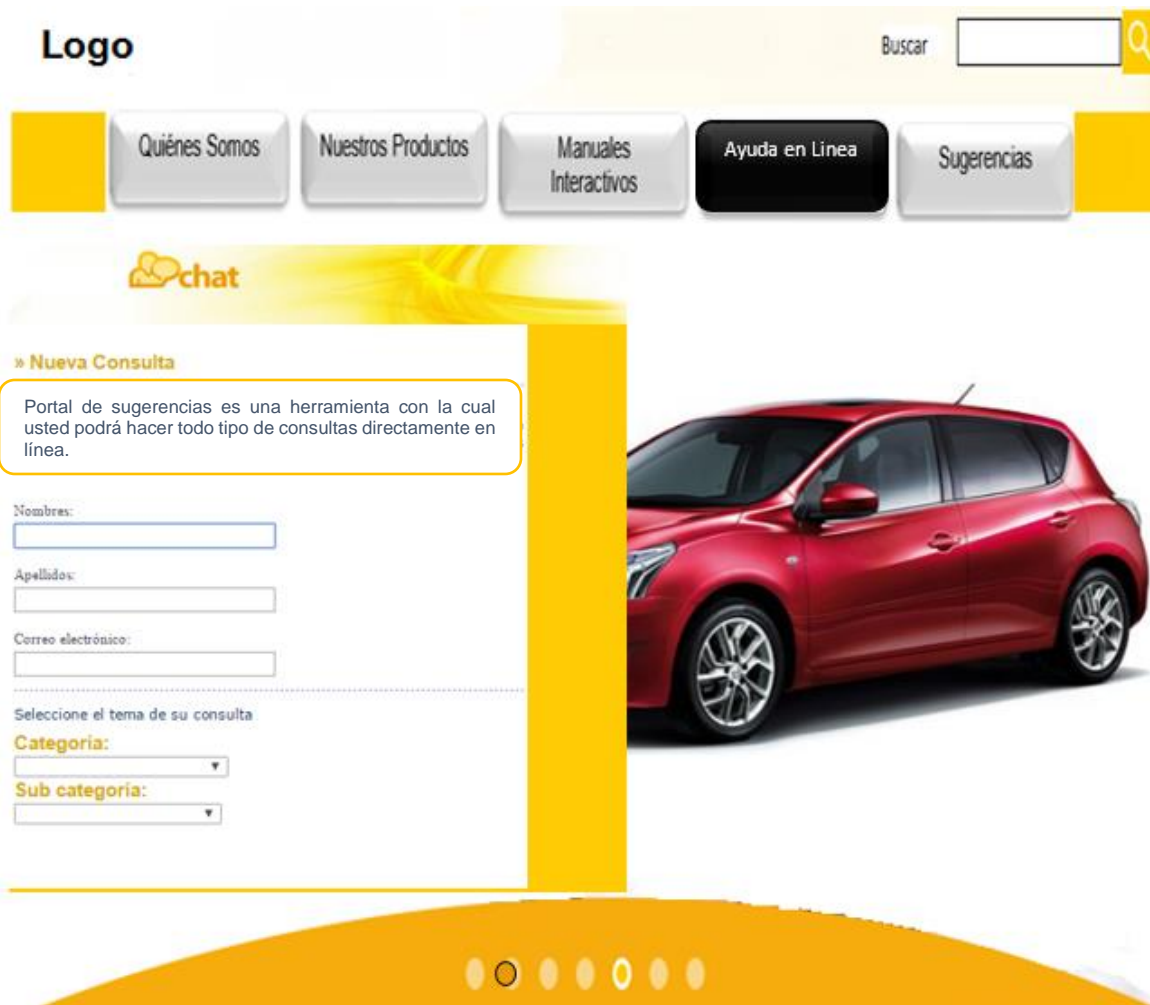 Logo
Buscar
Quiénes Somos
Nuestros Productos
Manuales
Interactivos
Ayuda en Linea
Sugerencias
chat
» Nueva Consulta
Portal de sugerencias es una herramienta con la cual
usted podrá hacer todo tipo de consultas directamente en
línea.
Nombres:
Apellidos:
Correo electrónico:
Seleccione el tema de su consulta
Categoría:
Sub categoría: